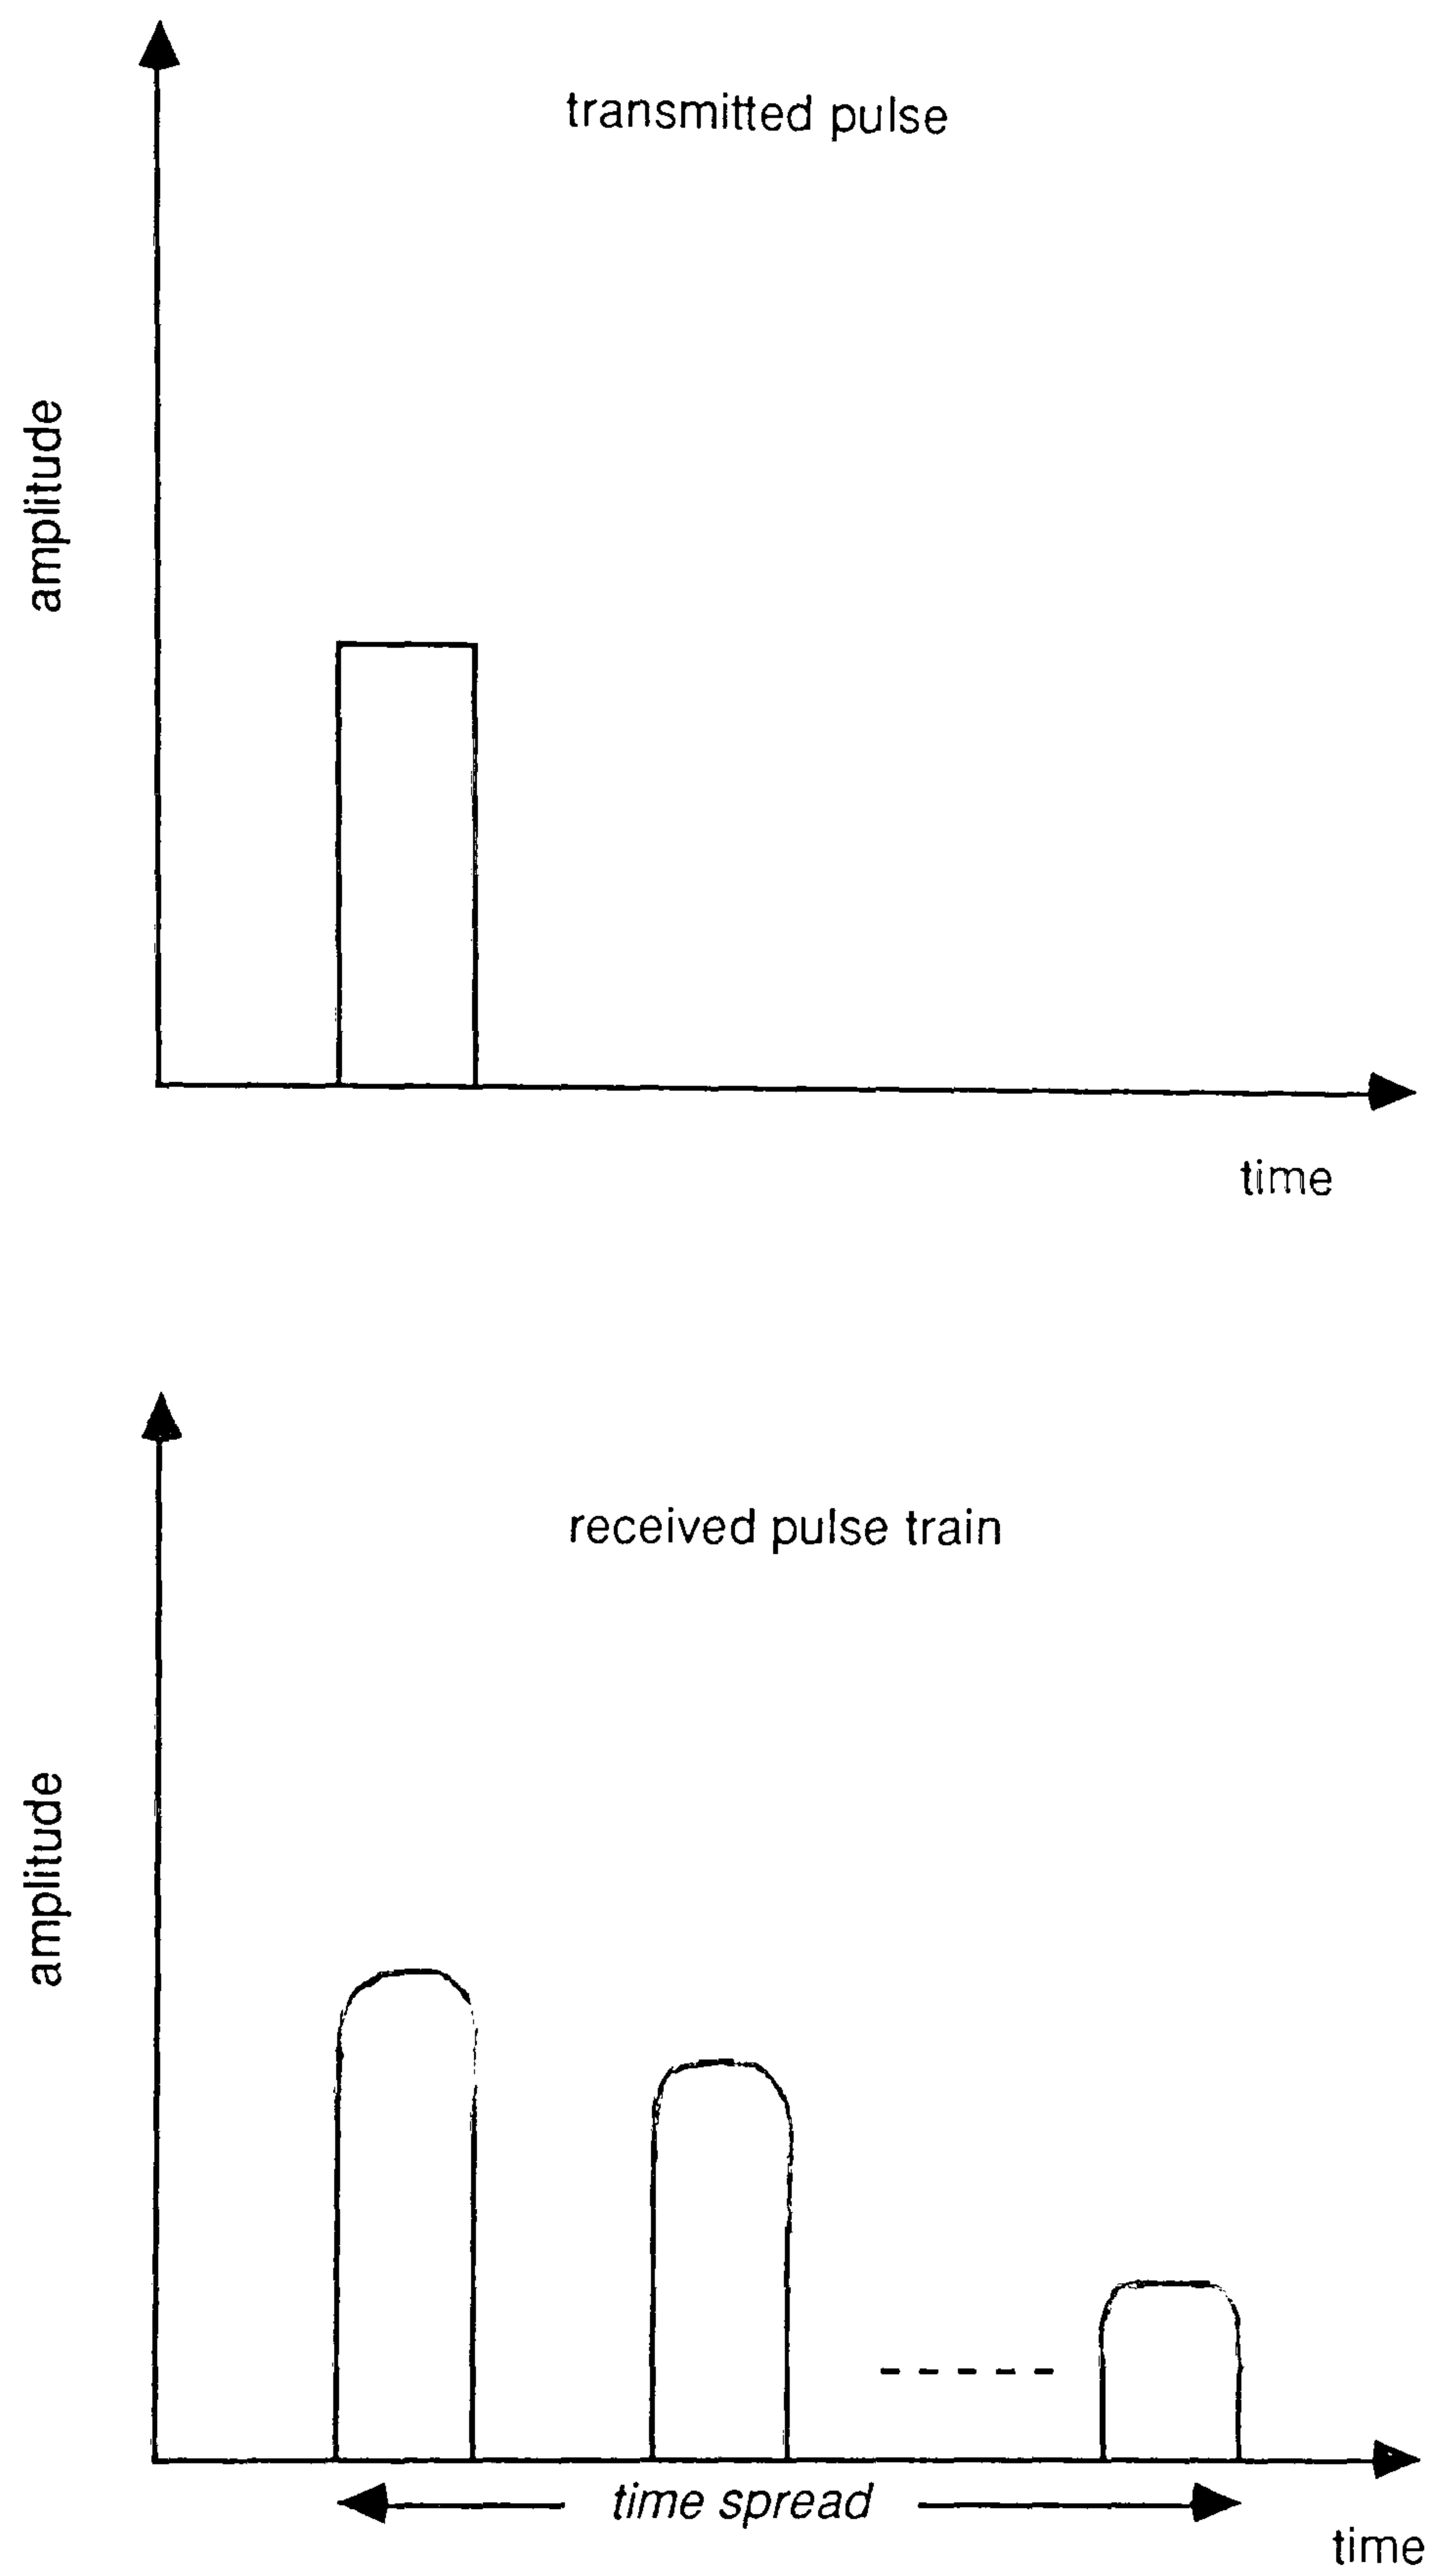 transmitted pulse
amplitude
time
received pulse train
amplitude
time spread
time